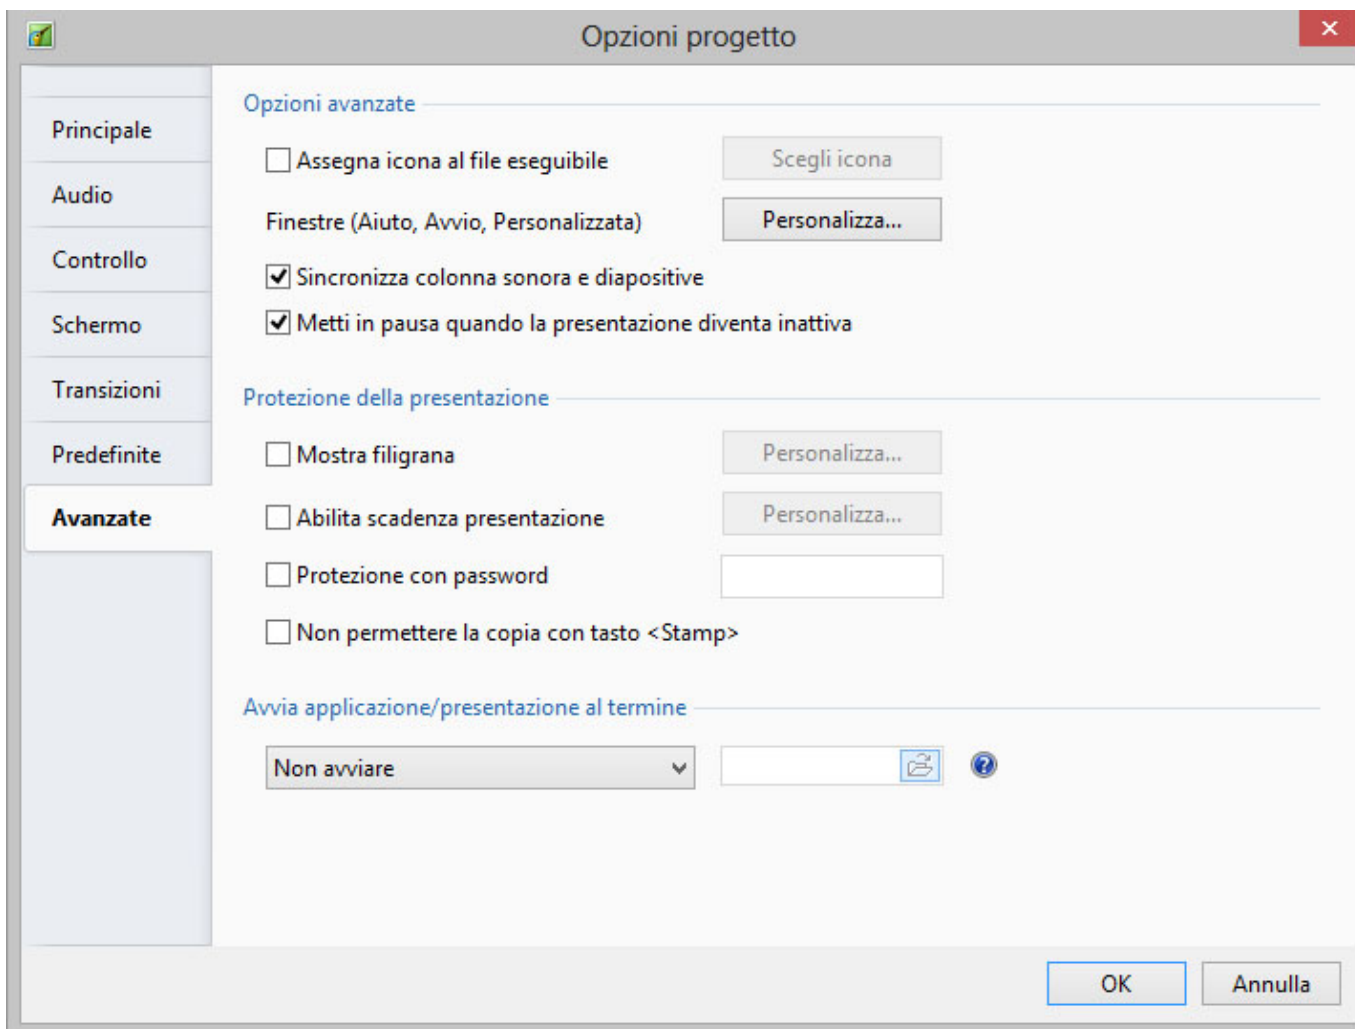 Opzioni progetto
Principale
Audio
Controllo
Schermo
Transizioni
Predefinite
Avanzate
Opzioni avanzate
Assegna icona al file eseguibile
Scegli icona
Finestre (Aiuto, Avvio, Personalizzata)
Personalizza...
Sincronizza colonna sonora e diapositive
Metti in pausa quando la presentazione diventa inattiva
Protezione della presentazione
Mostra filigrana
Personalizza...
Abilita scadenza presentazione
Personalizza...
Protezione con password
Non permettere la copia con tasto <Stamp>
Avvia applicazione/presentazione al termine
Non avviare
?
OK
Annulla